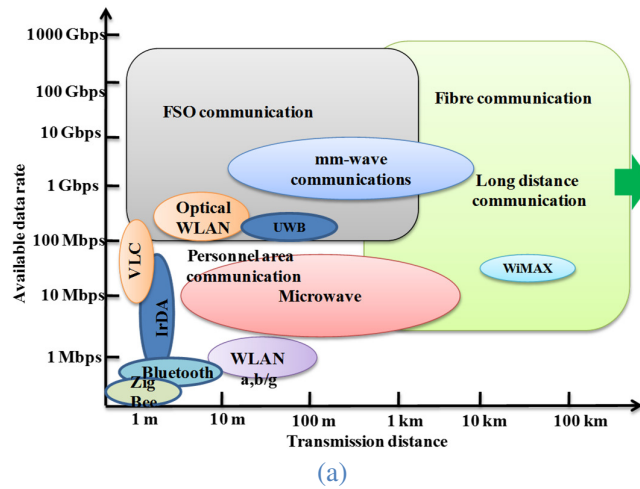 1000 Gbps
100 Gbps
10 Gbps
1 Gbps
100 Mbps
10 Mbps
1 Mbps
Available data rate
FSO communication
Fibre communication
mm-wave
communications
Long distance
communication
Optical
WLAN
UWB
VLC
Personnel area
communication
WiMAX
IrDA
Microwave
WLAN
a,b/g
Bluetooth
Zig
Bee
1 m
10 m
100 m
1 km
10 km
100 km
Transmission distance
(a)